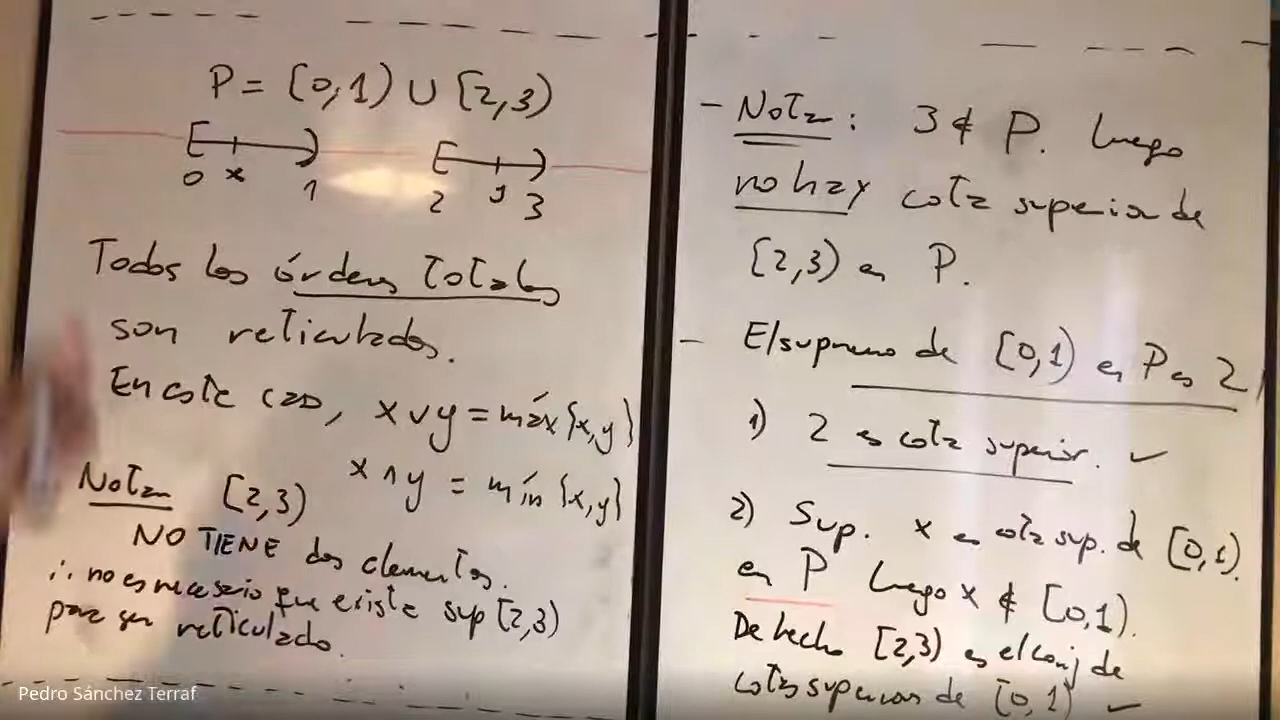 P = [0,1) ∪ [2,3)
0 x 1 2 y 3
Todos los órdenes totales
son reticulados.
En este caso, x ∨ y = máx {x,y}
x ∧ y = mín {x,y}
Nota [2,3)
NO TIENE dos elementos.
∴ no es necesario que exista sup [2,3)
para ser reticulado.
- Nota: 3 ∉ P. Luego
no hay cota superior de
[2,3) en P.
- El supremo de [0,1) en P es 2
1) 2 es cota superior. ✓
2) Sup. x es cota sup. de [0,1).
en P Luego x ∉ [0,1).
De hecho [2,3) es el conj de
cotas superiores de [0,1) ✓
Pedro Sánchez Terraf